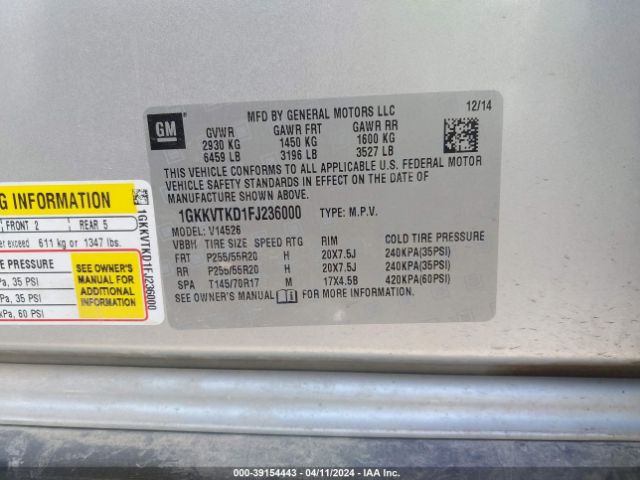 MFD BY GENERAL MOTORS LLC 12/14
GM
GVWR GAWR FRT GAWR RR
2930 KG 1450 KG 1600 KG
6459 LB 3196 LB 3527 LB
THIS VEHICLE CONFORMS TO ALL APPLICABLE U.S. FEDERAL MOTOR
VEHICLE SAFETY STANDARDS IN EFFECT ON THE DATE OF
MANUFACTURE SHOWN ABOVE.
1GKKVTKD1FJ236000 TYPE: M.P.V.
MODEL: V14526
VBBH TIRE SIZE SPEED RTG RIM COLD TIRE PRESSURE
FRT P255/55R20 H 20X7.5J 240KPA(35PSI)
RR P255/55R20 H 20X7.5J 240KPA(35PSI)
SPA T145/70R17 M 17X4.5B 420KPA(60PSI)
SEE OWNER'S MANUAL FOR MORE INFORMATION.
G INFORMATION
FRONT 2 REAR 5
exceed 611 kg or 1347 lbs.
E PRESSURE
kPa, 35 PSI
kPa, 35 PSI
kPa, 60 PSI
SEE OWNER'S
MANUAL FOR
ADDITIONAL
INFORMATION
1GKKVTKD1FJ236000
000-39154443 - 04/11/2024 - IAA Inc.